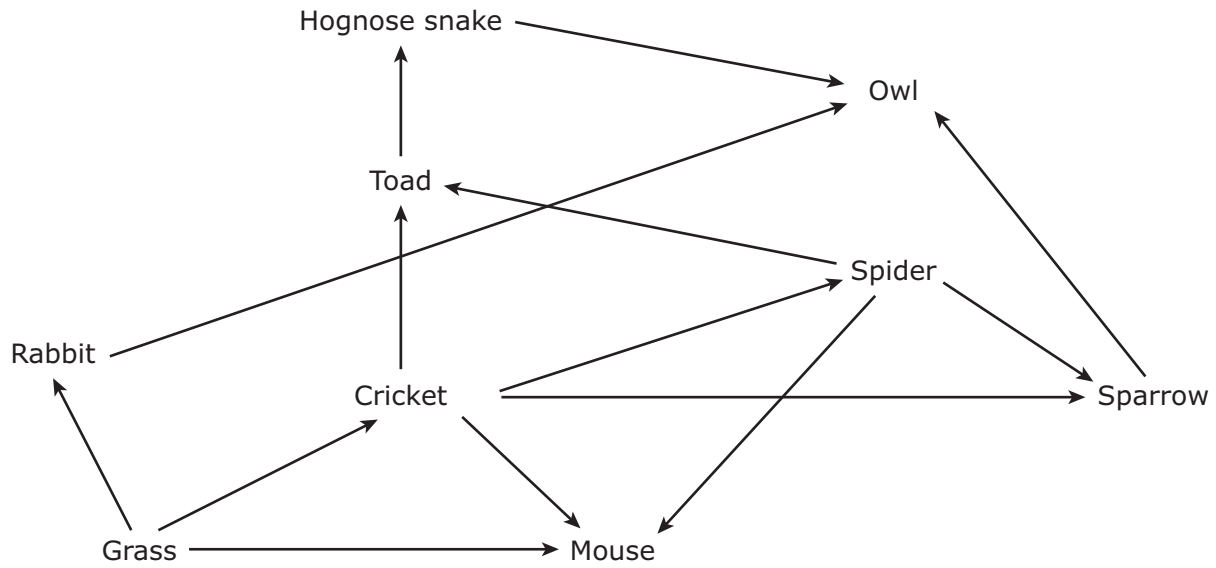 Hognose snake
Owl
Toad
Spider
Rabbit
Cricket
Sparrow
Grass
Mouse